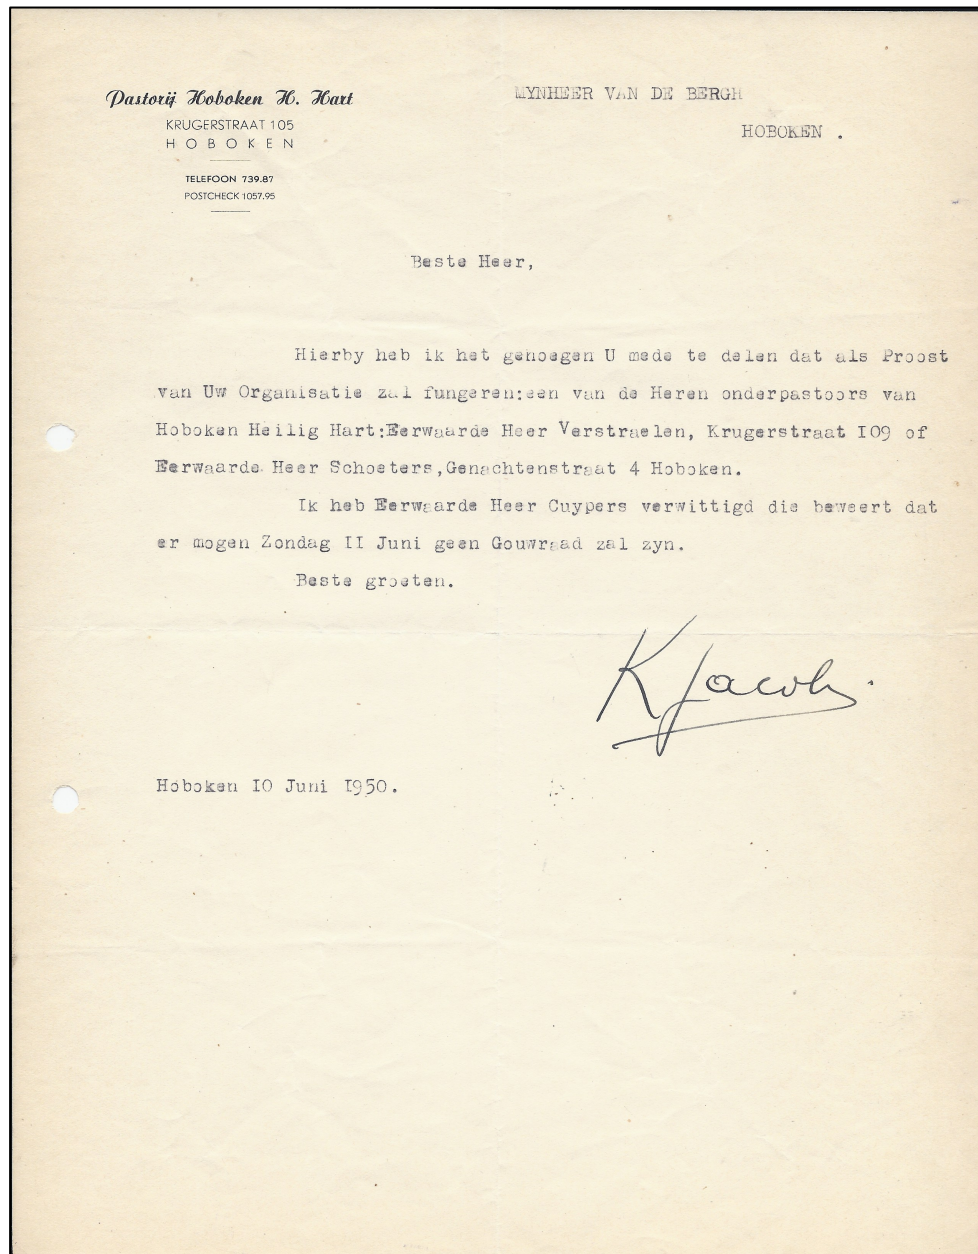 Pastorij Hoboken H. Hart
KRUGERSTRAAT 105
HOBOKEN
TELEFOON 739.87
POSTCHECK 1057.95
MYNHEER VAN DE BERGH
HOBOKEN .
Beste Heer,
Hierby heb ik het genoegen U mede te delen dat als Proost
van Uw Organisatie zal fungeren:een van de Heren onderpastoors van
Hoboken Heilig Hart:Eerwaarde Heer Verstraelen, Krugerstraat I09 of
Eerwaarde Heer Schoeters,Genachtenstraat 4 Hoboken.
Ik heb Eerwaarde Heer Cuypers verwittigd die beweert dat
er mogen Zondag II Juni geen Gouwraad zal zyn.
Beste groeten.
K Jacobs.
Hoboken IO Juni I950.